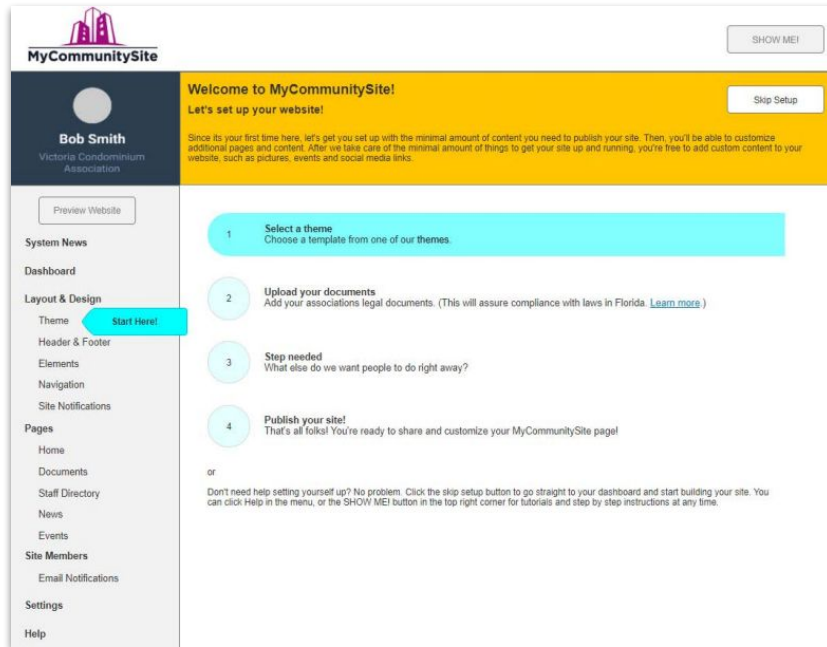 MyCommunitySite
SHOW ME!
Bob Smith
Victoria Condominium
Association
Welcome to MyCommunitySite!
Let's set up your website!
Skip Setup
Since its your first time here, let's get you set up with the minimal amount of content you need to publish your site. Then, you'll be able to customize
additional pages and content. After we take care of the minimal amount of things to get your site up and running, you're free to add custom content to your
website, such as pictures, events and social media links.
Preview Website
System News
Dashboard
Layout & Design
Theme
Start Here!
Header & Footer
Elements
Navigation
Site Notifications
Pages
Home
Documents
Staff Directory
News
Events
Site Members
Email Notifications
Settings
Help
1
Select a theme
Choose a template from one of our themes.
2
Upload your documents
Add your associations legal documents. (This will assure compliance with laws in Florida. Learn more.)
3
Step needed
What else do we want people to do right away?
4
Publish your site!
That's all folks! You're ready to share and customize your MyCommunitySite page!
or
Don't need help setting yourself up? No problem. Click the skip setup button to go straight to your dashboard and start building your site. You
can click Help in the menu, or the SHOW ME! button in the top right corner for tutorials and step by step instructions at any time.